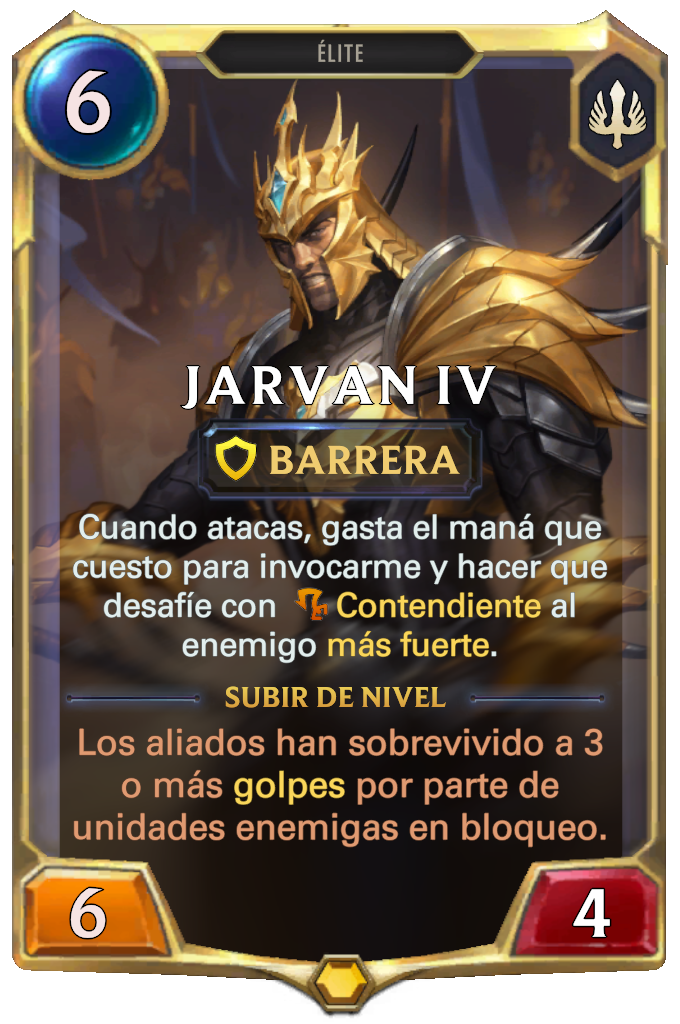 ÉLITE
6
JARVAN IV
BARRERA
Cuando atacas, gasta el maná que
cuesto para invocarme y hacer que
desafíe con Contendiente al
enemigo más fuerte.
SUBIR DE NIVEL
Los aliados han sobrevivido a 3
o más golpes por parte de
unidades enemigas en bloqueo.
6
4